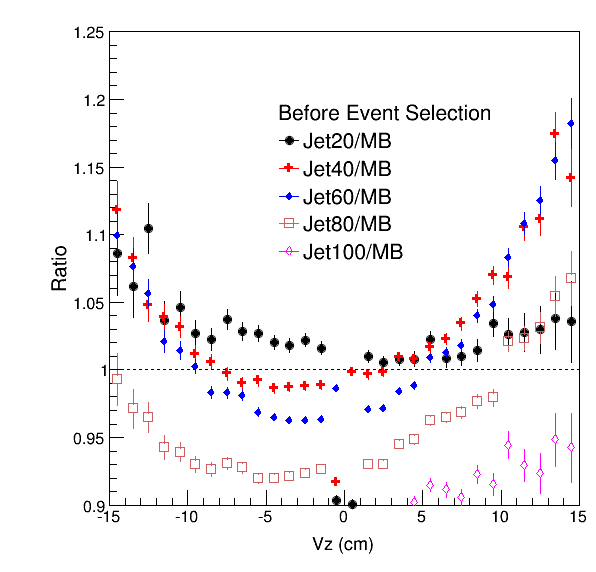 1.25
1.2
1.15
1.1
1.05
1
0.95
0.9
Ratio
Before Event Selection
Jet20/MB
Jet40/MB
Jet60/MB
Jet80/MB
Jet100/MB
-15 -10 -5 0 5 10 15
Vz (cm)